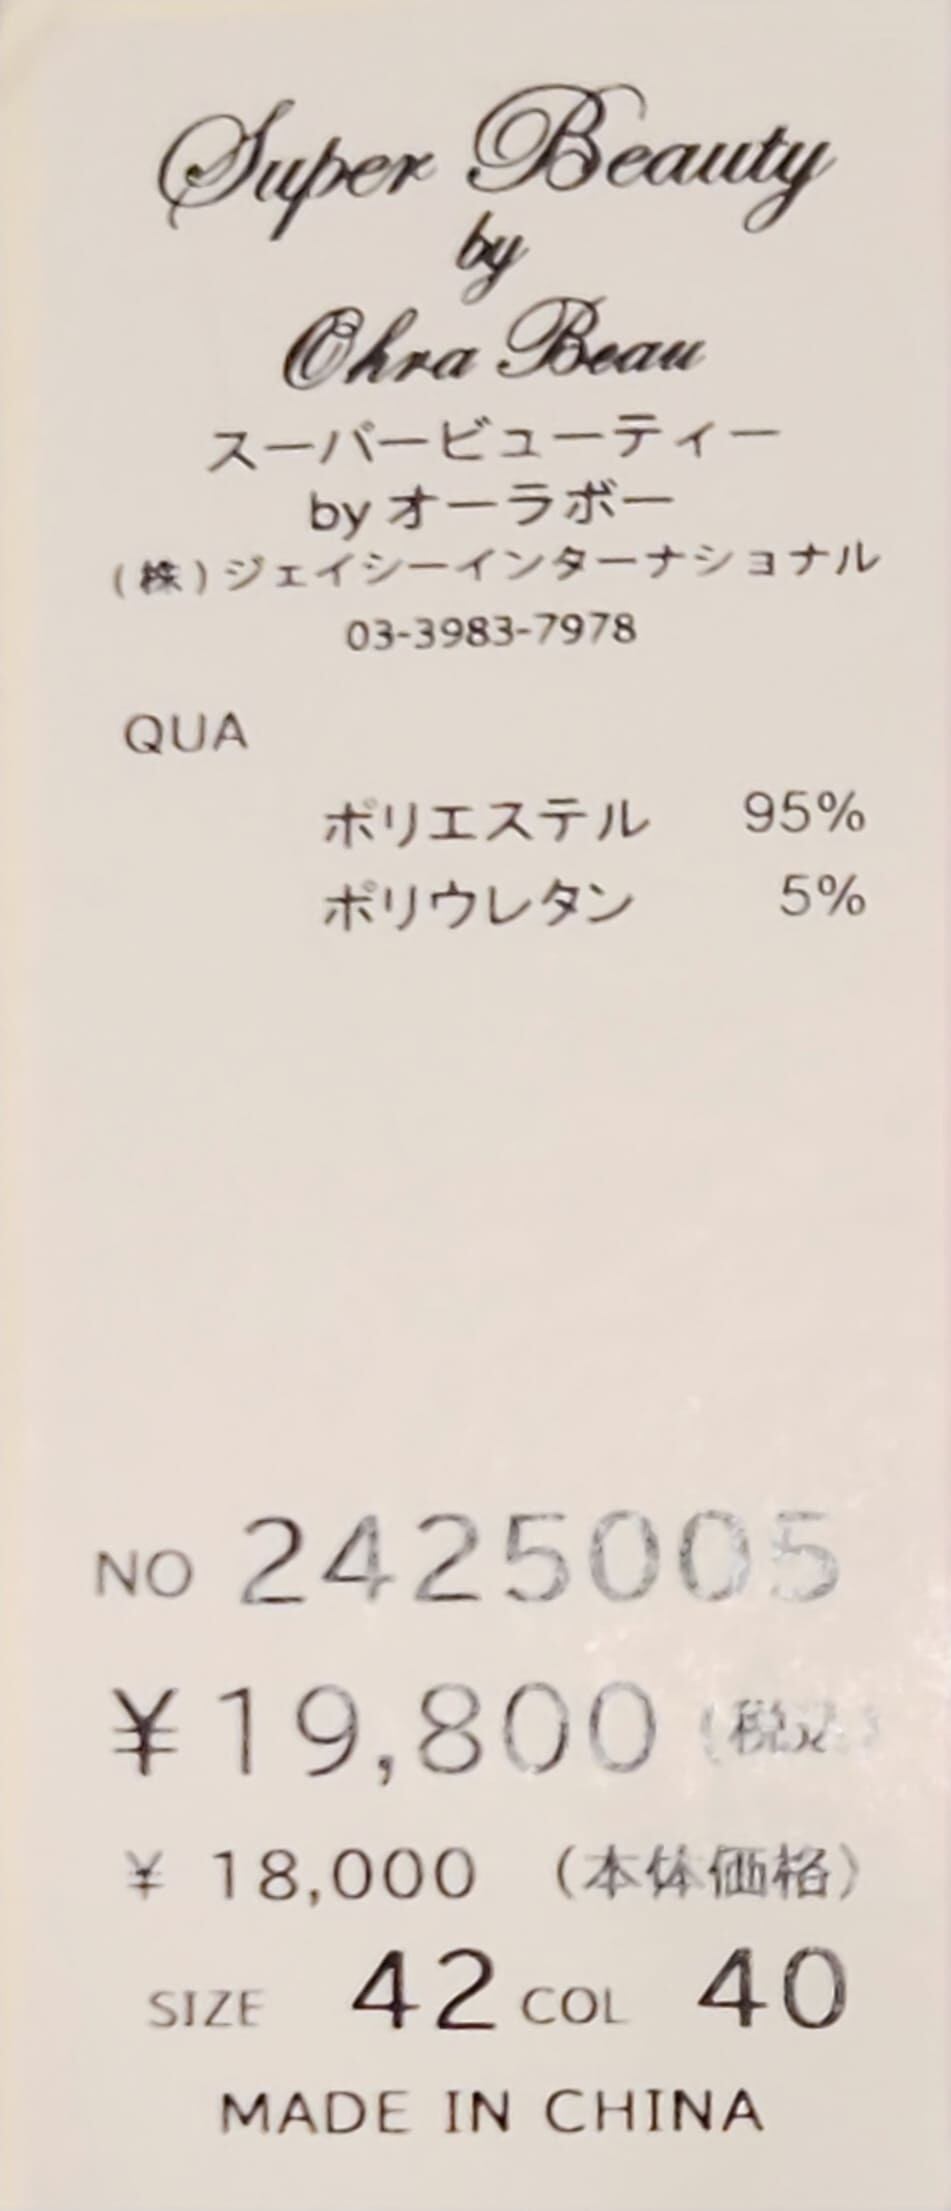 Super Beauty
by
Ohra Beau
スーパービューティー
by オーラボー
(株)ジェイシーインターナショナル
03-3983-7978
QUA
ポリエステル 95%
ポリウレタン 5%
NO 2425005
¥19,800 (税込)
¥ 18,000 (本体価格)
SIZE 42 COL 40
MADE IN CHINA